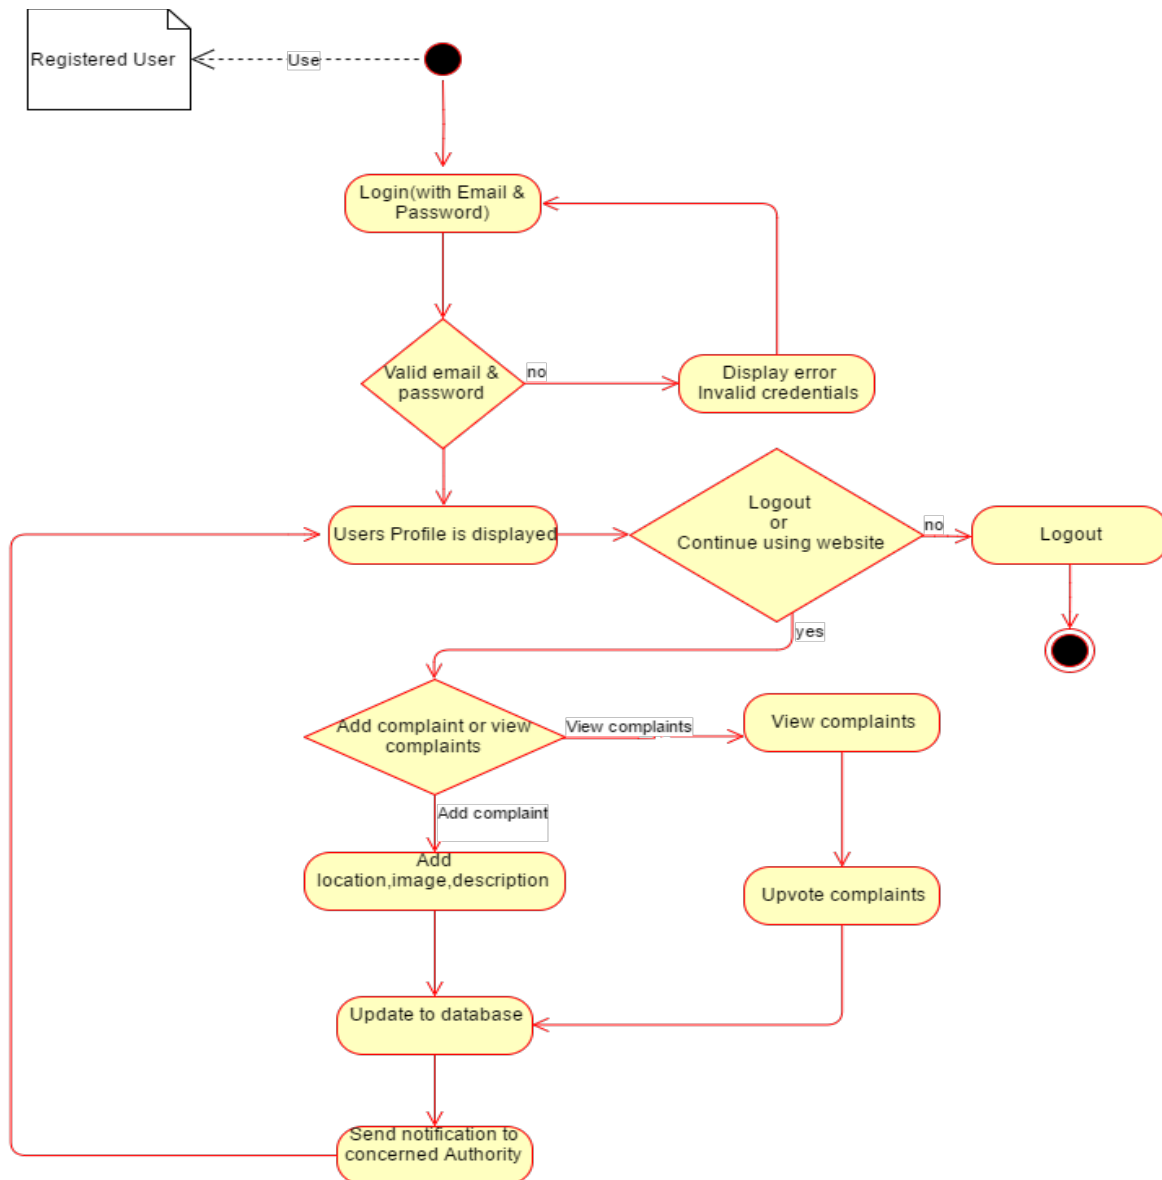 Registered User
Use
Login(with Email &
Password)
Valid email &
password
no
Display error
Invalid credentials
Users Profile is displayed
Logout
or
Continue using website
no
Logout
yes
Add complaint or view
complaints
View complaints
View complaints
Add complaint
Add
location,image,description
Upvote complaints
Update to database
Send notification to
concerned Authority